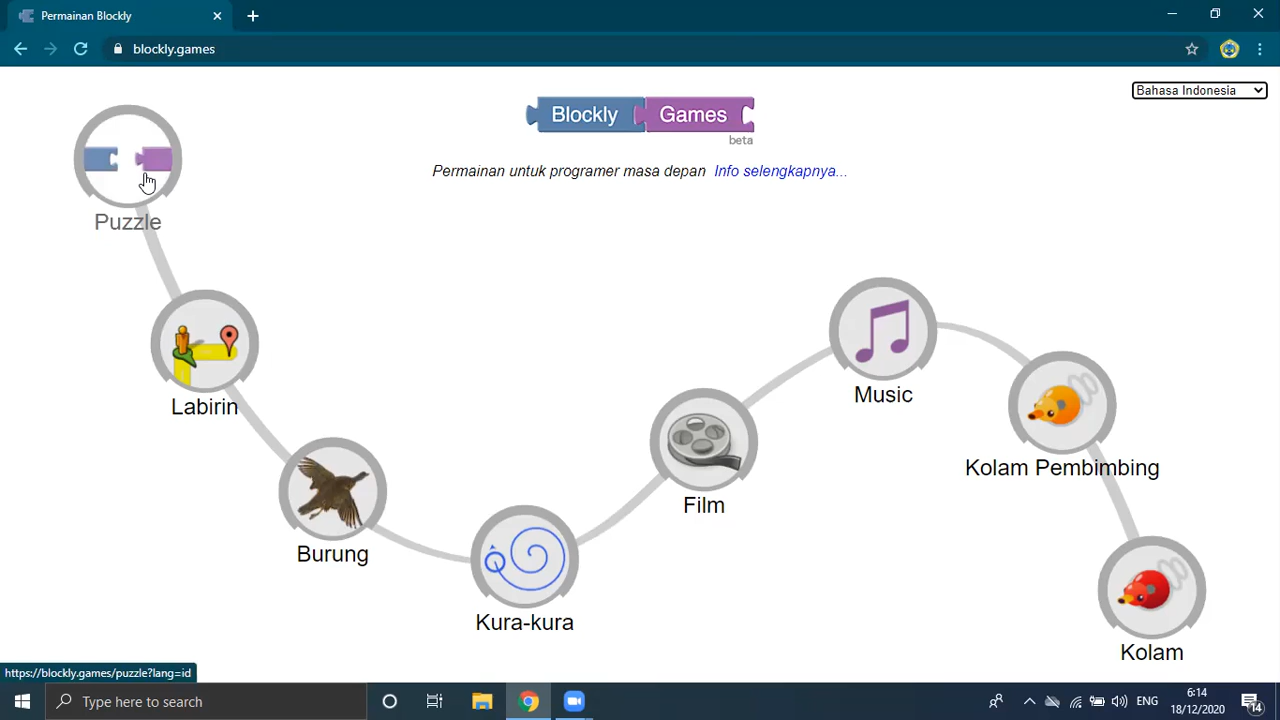 Permainan Blockly
blockly.games
Bahasa Indonesia
Blockly Games
beta
Permainan untuk programer masa depan Info selengkapnya...
Puzzle
Labirin
Burung
Kura-kura
Film
Music
Kolam Pembimbing
Kolam
https://blockly.games/puzzle?lang=id
Type here to search
ENG
6:14
18/12/2020
14